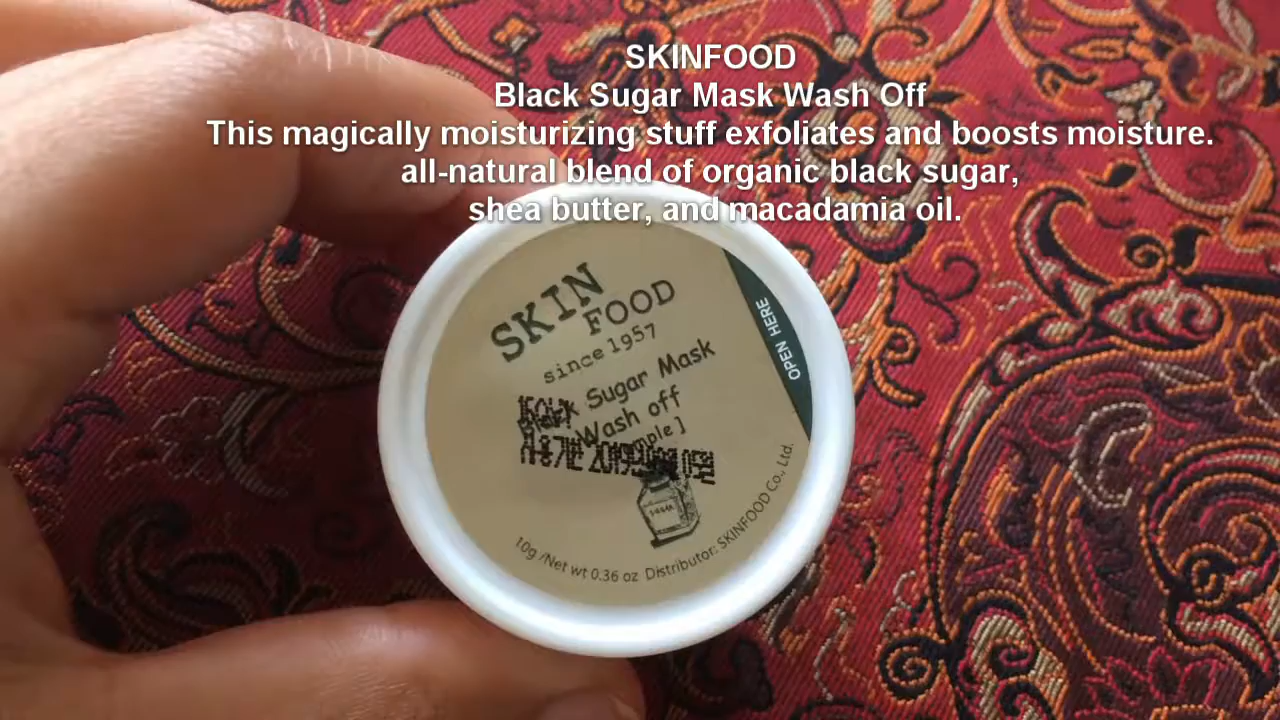 SKINFOOD
Black Sugar Mask Wash Off
This magically moisturizing stuff exfoliates and boosts moisture.
all-natural blend of organic black sugar,
shea butter, and macadamia oil.
SKIN
FOOD
since 1957
Sugar Mask
Wash off
OPEN HERE
10g /Net wt 0.36 oz Distributor: SKINFOOD Co., Ltd.